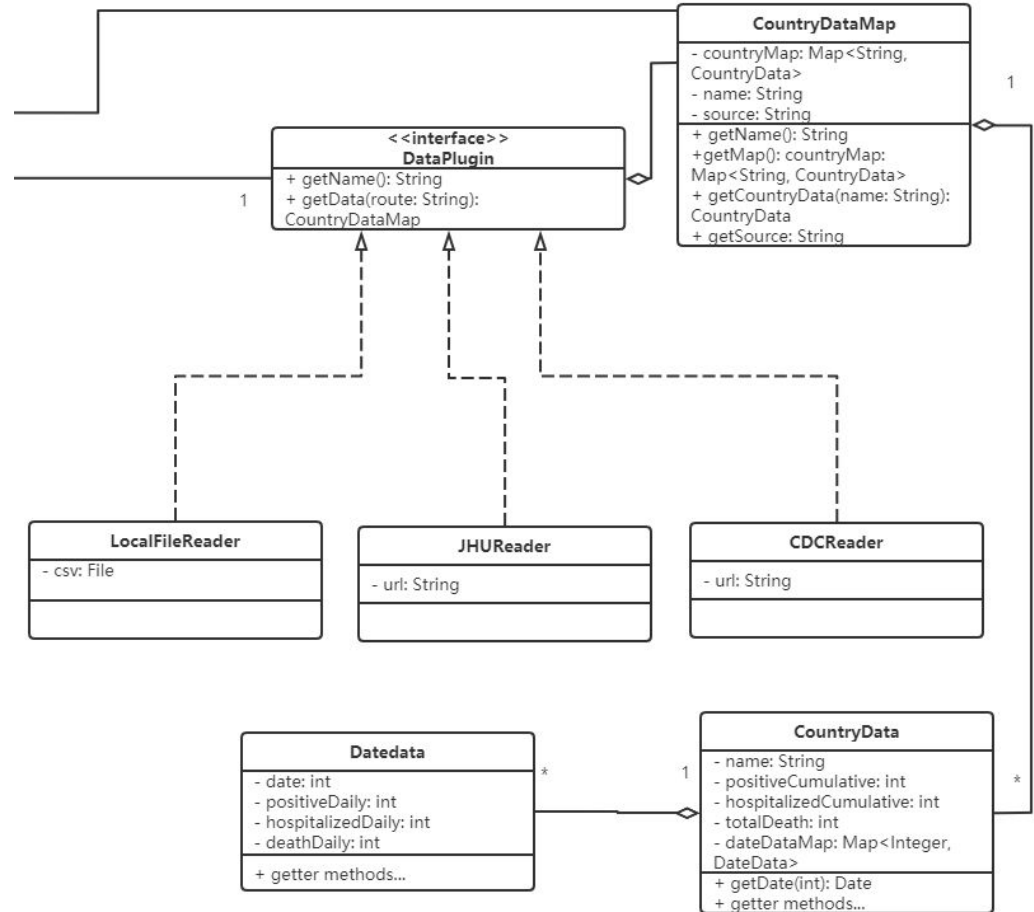 CountryDataMap
- countryMap: Map<String,
CountryData>
- name: String
- source: String
+ getName(): String
+getMap(): countryMap:
Map<String, CountryData>
+ getCountryData(name: String):
CountryData
+ getSource: String
1
<<interface>>
DataPlugin
+ getName(): String
+ getData(route: String):
CountryDataMap
1
LocalFileReader
- csv: File
JHUReader
- url: String
CDCReader
- url: String
Datedata
- date: int
- positiveDaily: int
- hospitalizedDaily: int
- deathDaily: int
+ getter methods...
*
1
CountryData
- name: String
- positiveCumulative: int
- hospitalizedCumulative: int
- totalDeath: int
- dateDataMap: Map<Integer,
DateData>
+ getDate(int): Date
+ getter methods...
*